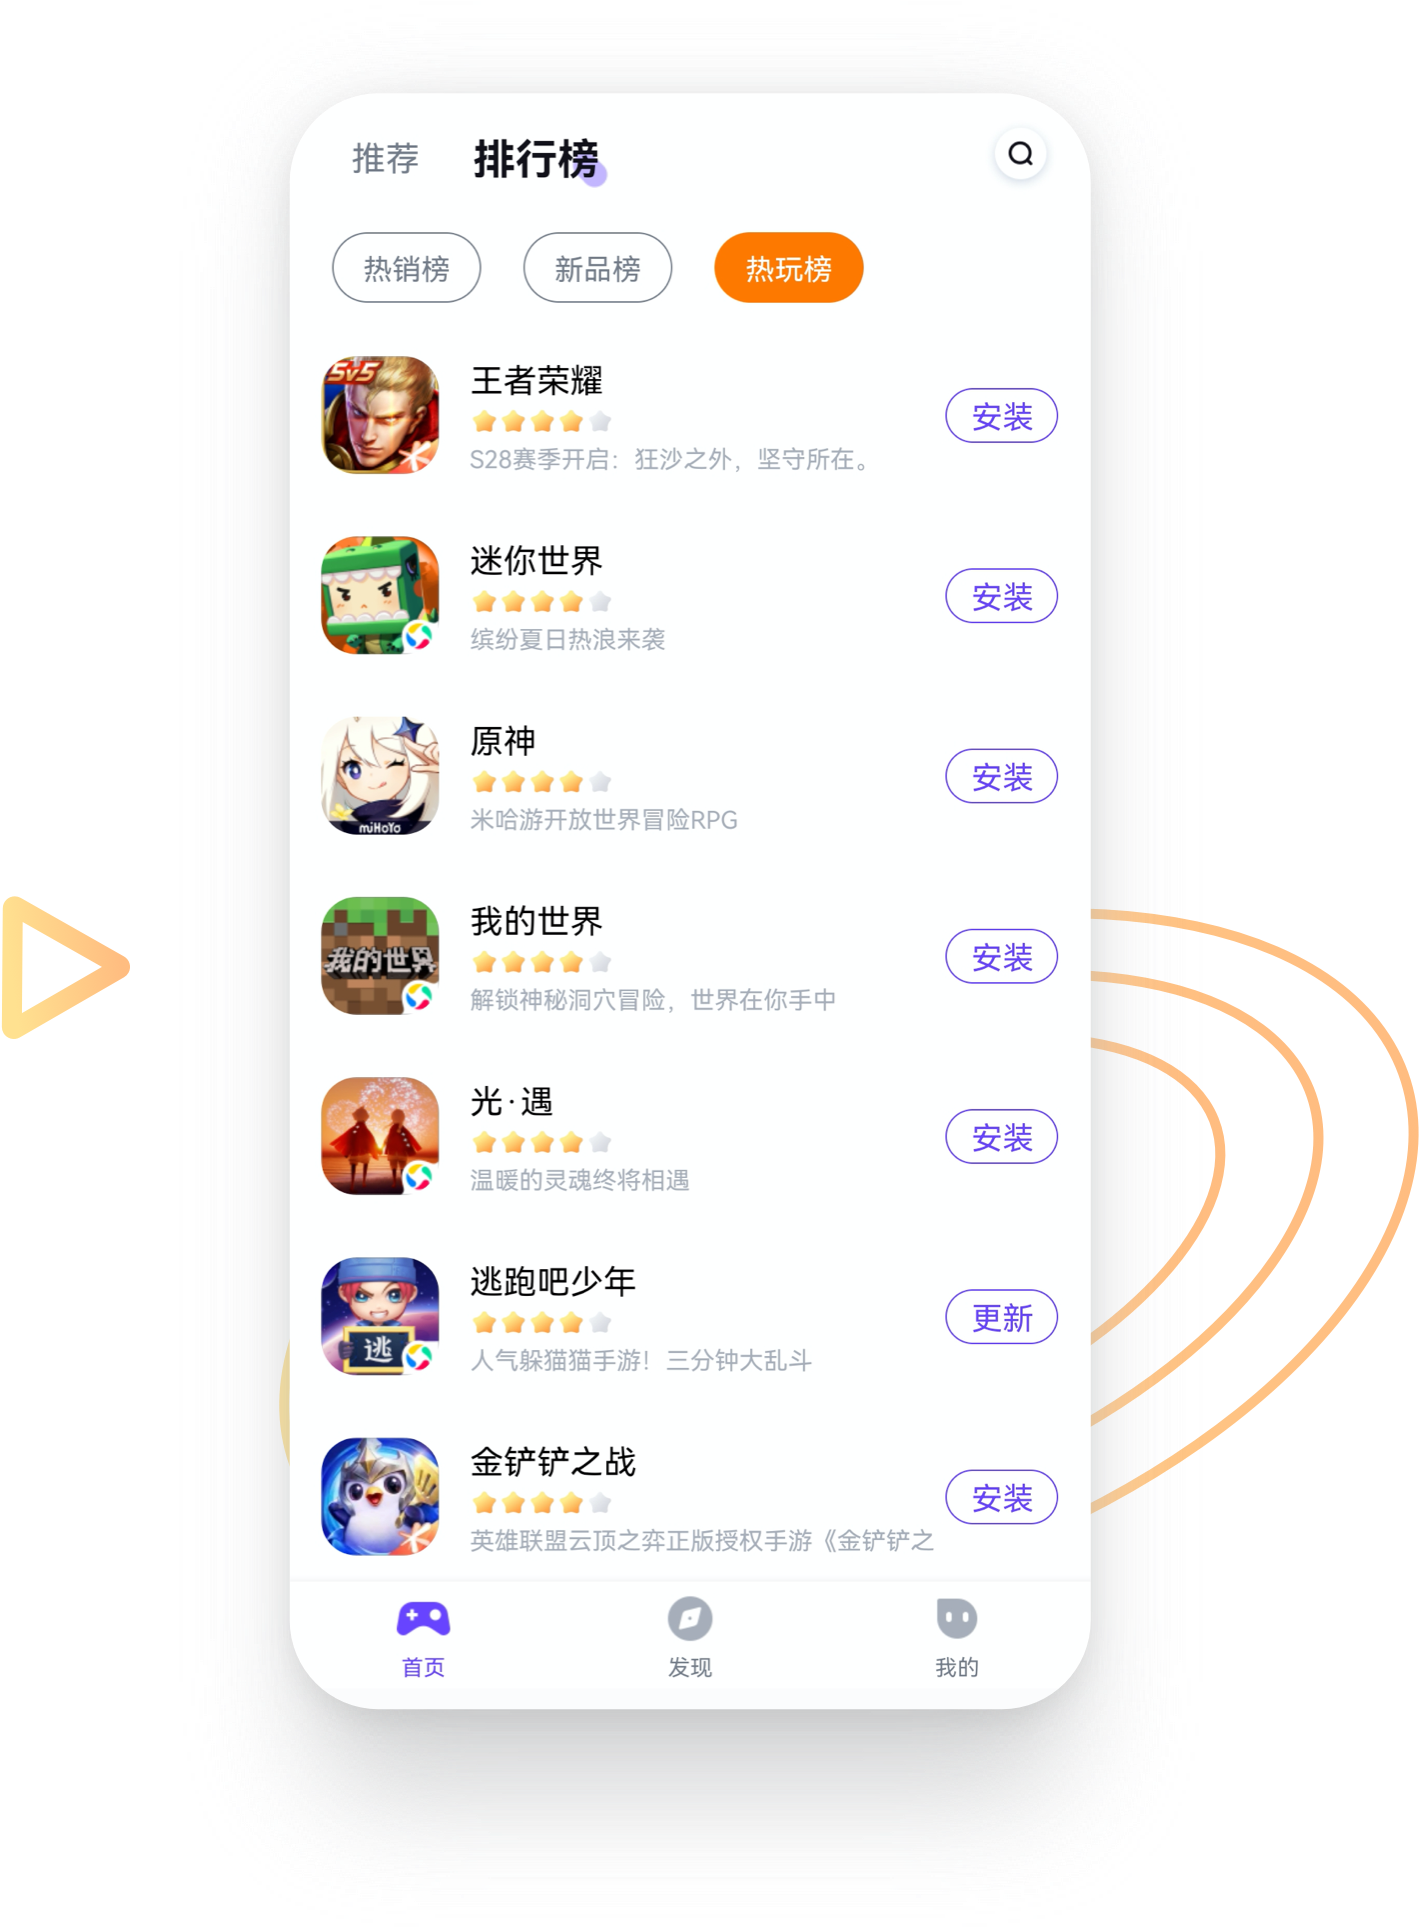 推荐 排行榜
热销榜 新品榜 热玩榜
5v5
王者荣耀
S28赛季开启：狂沙之外，坚守所在。
安装
迷你世界
缤纷夏日热浪来袭
安装
原神
米哈游开放世界冒险RPG
miHoYo
安装
我的世界
我的世界
解锁神秘洞穴冒险，世界在你手中
安装
光·遇
温暖的灵魂终将相遇
安装
逃跑吧少年
逃
人气躲猫猫手游！三分钟大乱斗
更新
金铲铲之战
英雄联盟云顶之弈正版授权手游《金铲铲之
安装
首页 发现 我的